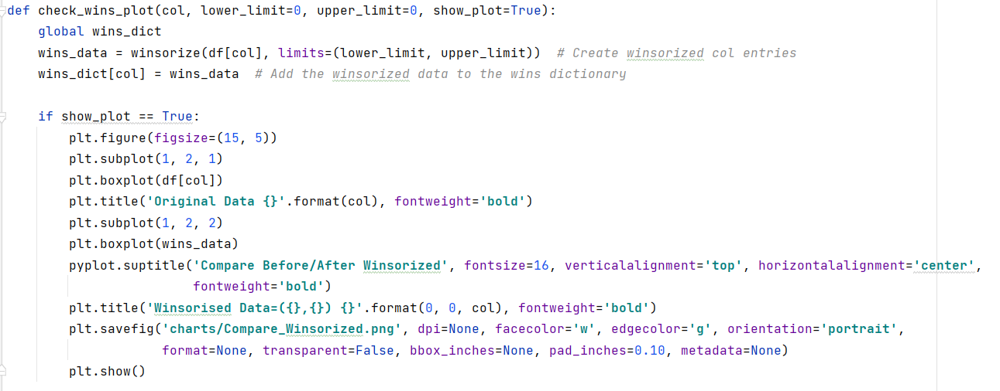 def check_wins_plot(col, lower_limit=0, upper_limit=0, show_plot=True):
    global wins_dict
    wins_data = winsorize(df[col], limits=(lower_limit, upper_limit))  # Create winsorized col entries
    wins_dict[col] = wins_data  # Add the winsorized data to the wins dictionary

    if show_plot == True:
        plt.figure(figsize=(15, 5))
        plt.subplot(1, 2, 1)
        plt.boxplot(df[col])
        plt.title('Original Data {}'.format(col), fontweight='bold')
        plt.subplot(1, 2, 2)
        plt.boxplot(wins_data)
        pyplot.suptitle('Compare Before/After Winsorized', fontsize=16, verticalalignment='top', horizontalalignment='center',
                        fontweight='bold')
        plt.title('Winsorised Data=({},{}) {}'.format(0, 0, col), fontweight='bold')
        plt.savefig('charts/Compare_Winsorized.png', dpi=None, facecolor='w', edgecolor='g', orientation='portrait',
                    format=None, transparent=False, bbox_inches=None, pad_inches=0.10, metadata=None)
        plt.show()